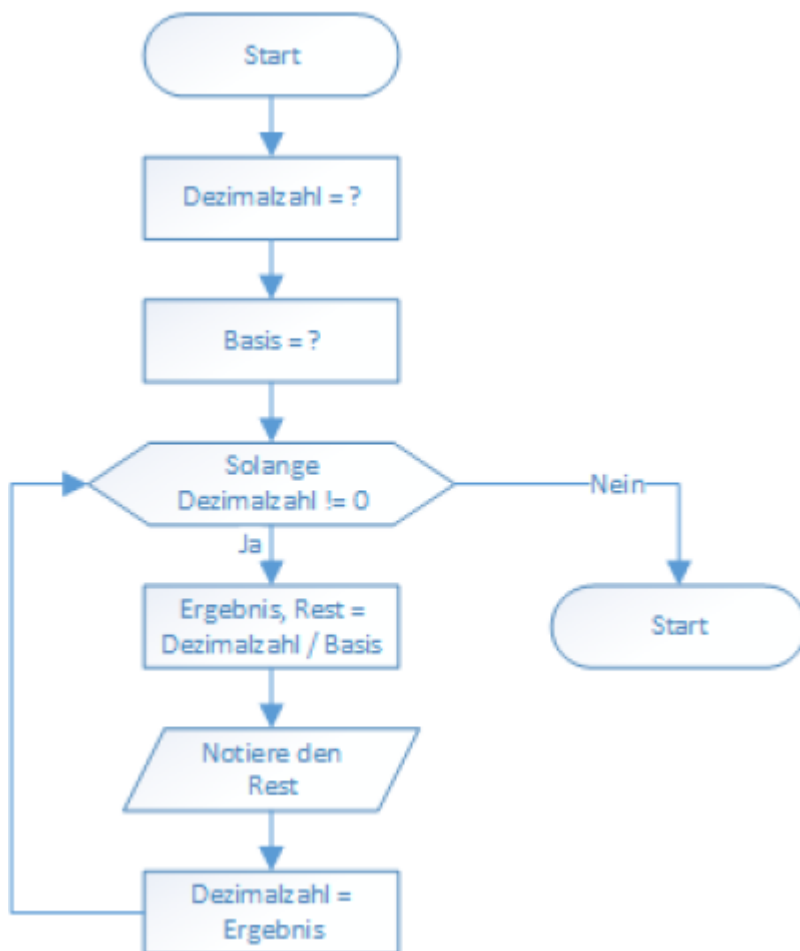 Start
Dezimalzahl = ?
Basis = ?
Solange
Dezimalzahl != 0
Nein
Ja
Ergebnis, Rest =
Dezimalzahl / Basis
Start
Notiere den
Rest
Dezimalzahl =
Ergebnis